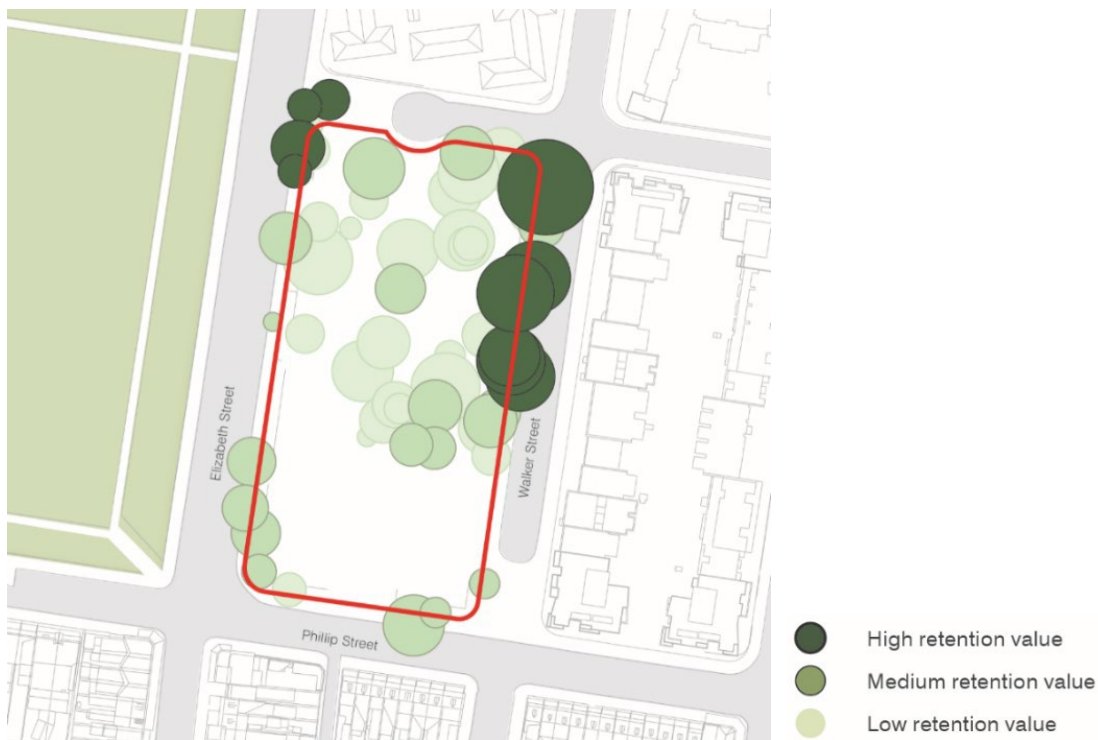 Elizabeth Street
Walker Street
Phillip Street
High retention value
Medium retention value
Low retention value